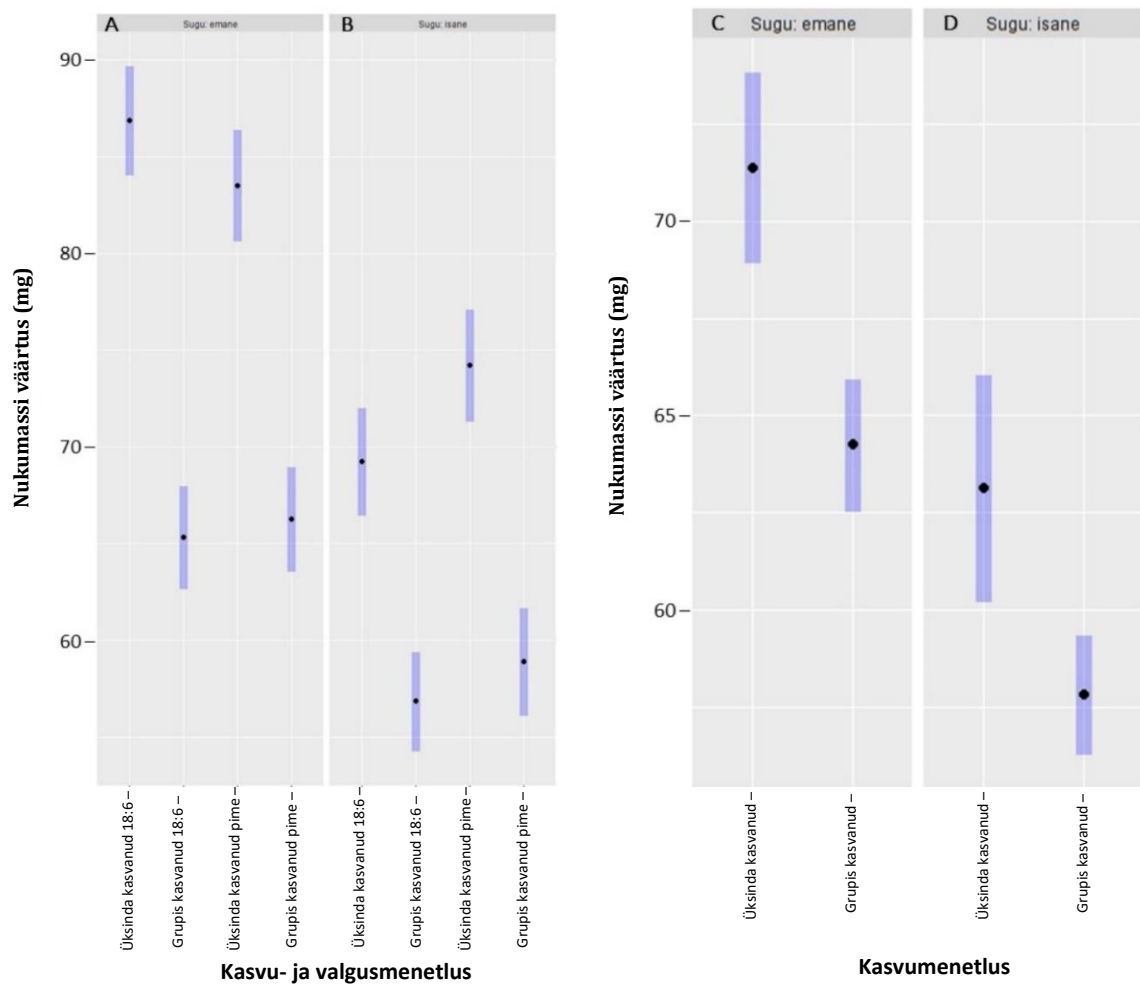 A Sugu: emane
B Sugu: isane
Nukumassi väärtus (mg)
90
80
70
60
Üksinda kasvanud 18:6
Grupis kasvanud 18:6
Üksinda kasvanud pime
Grupis kasvanud pime
Üksinda kasvanud 18:6
Grupis kasvanud 18:6
Üksinda kasvanud pime
Grupis kasvanud pime
Kasvu- ja valgusmenetlus
C Sugu: emane
D Sugu: isane
Nukumassi väärtus (mg)
70
65
60
Üksinda kasvanud
Grupis kasvanud
Üksinda kasvanud
Grupis kasvanud
Kasvumenetlus